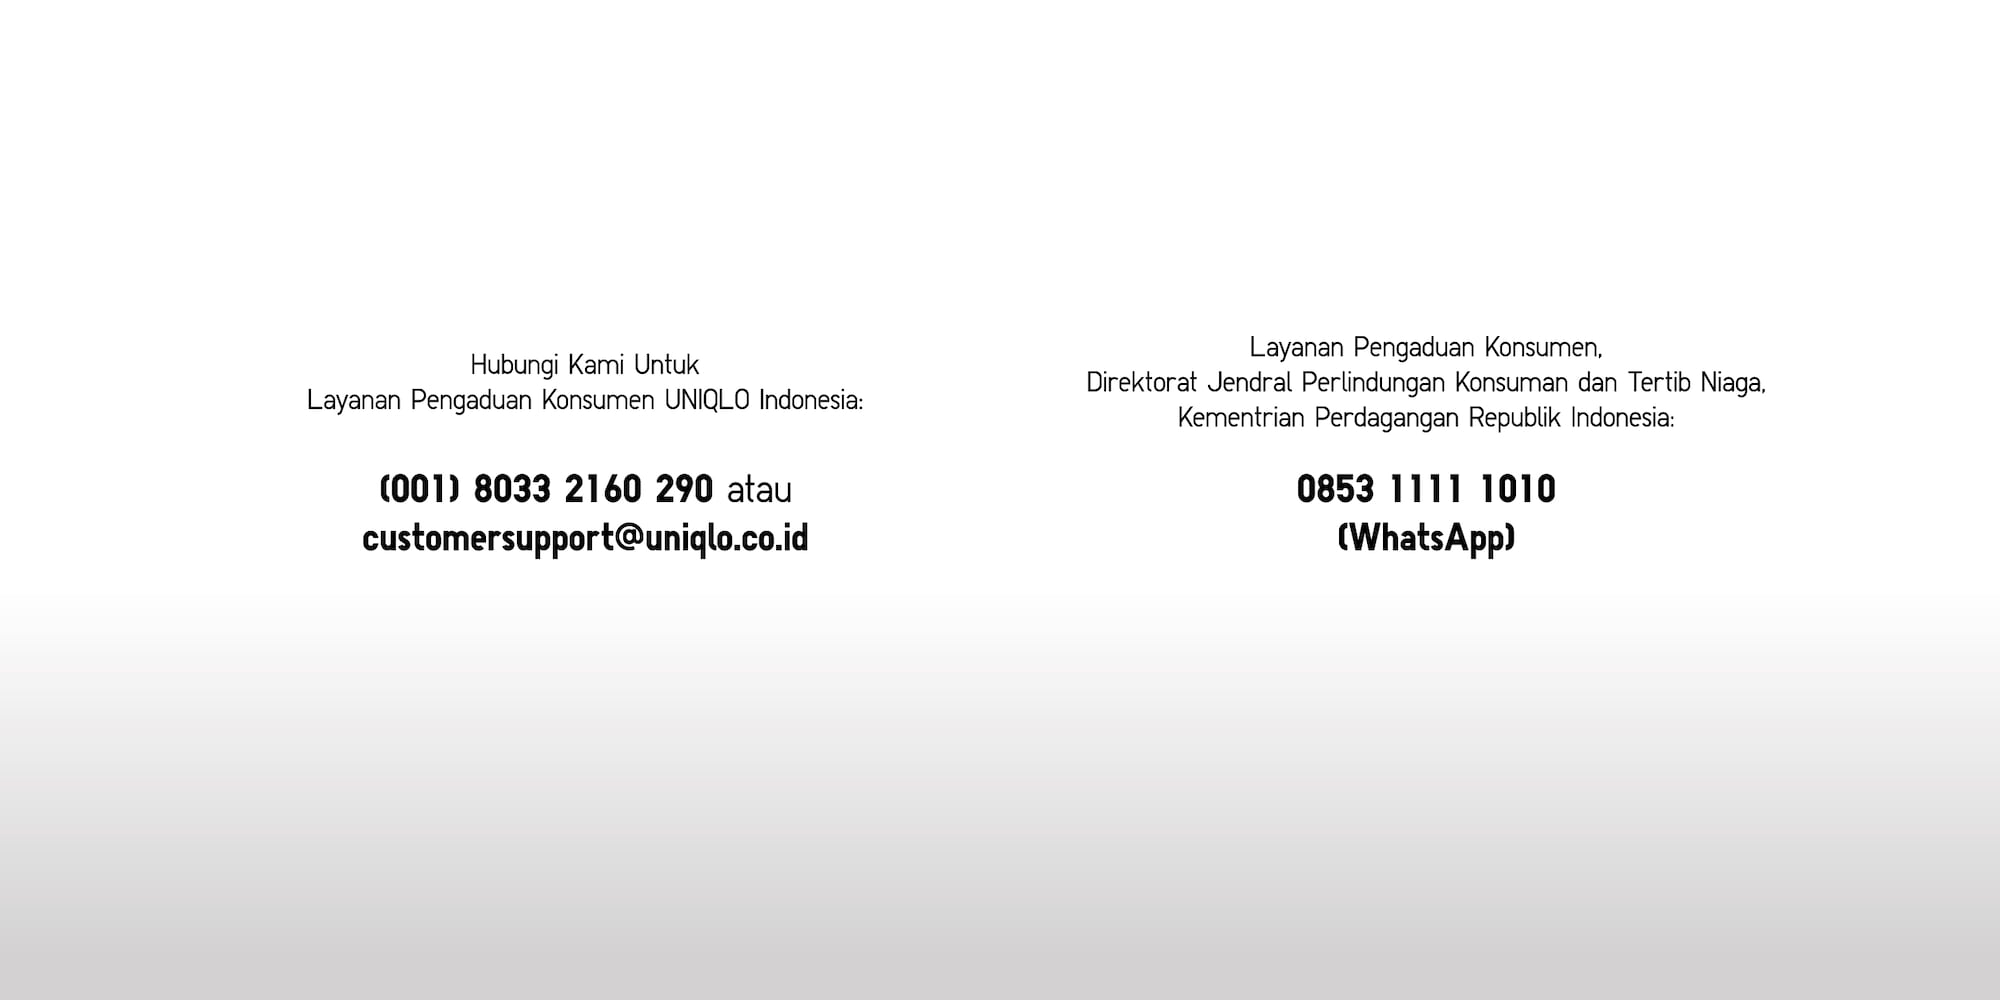 Hubungi Kami Untuk
Layanan Pengaduan Konsumen UNIQLO Indonesia:
(001) 8033 2160 290 atau
customersupport@uniqlo.co.id
Layanan Pengaduan Konsumen,
Direktorat Jendral Perlindungan Konsuman dan Tertib Niaga,
Kementrian Perdagangan Republik Indonesia:
0853 1111 1010
(WhatsApp)